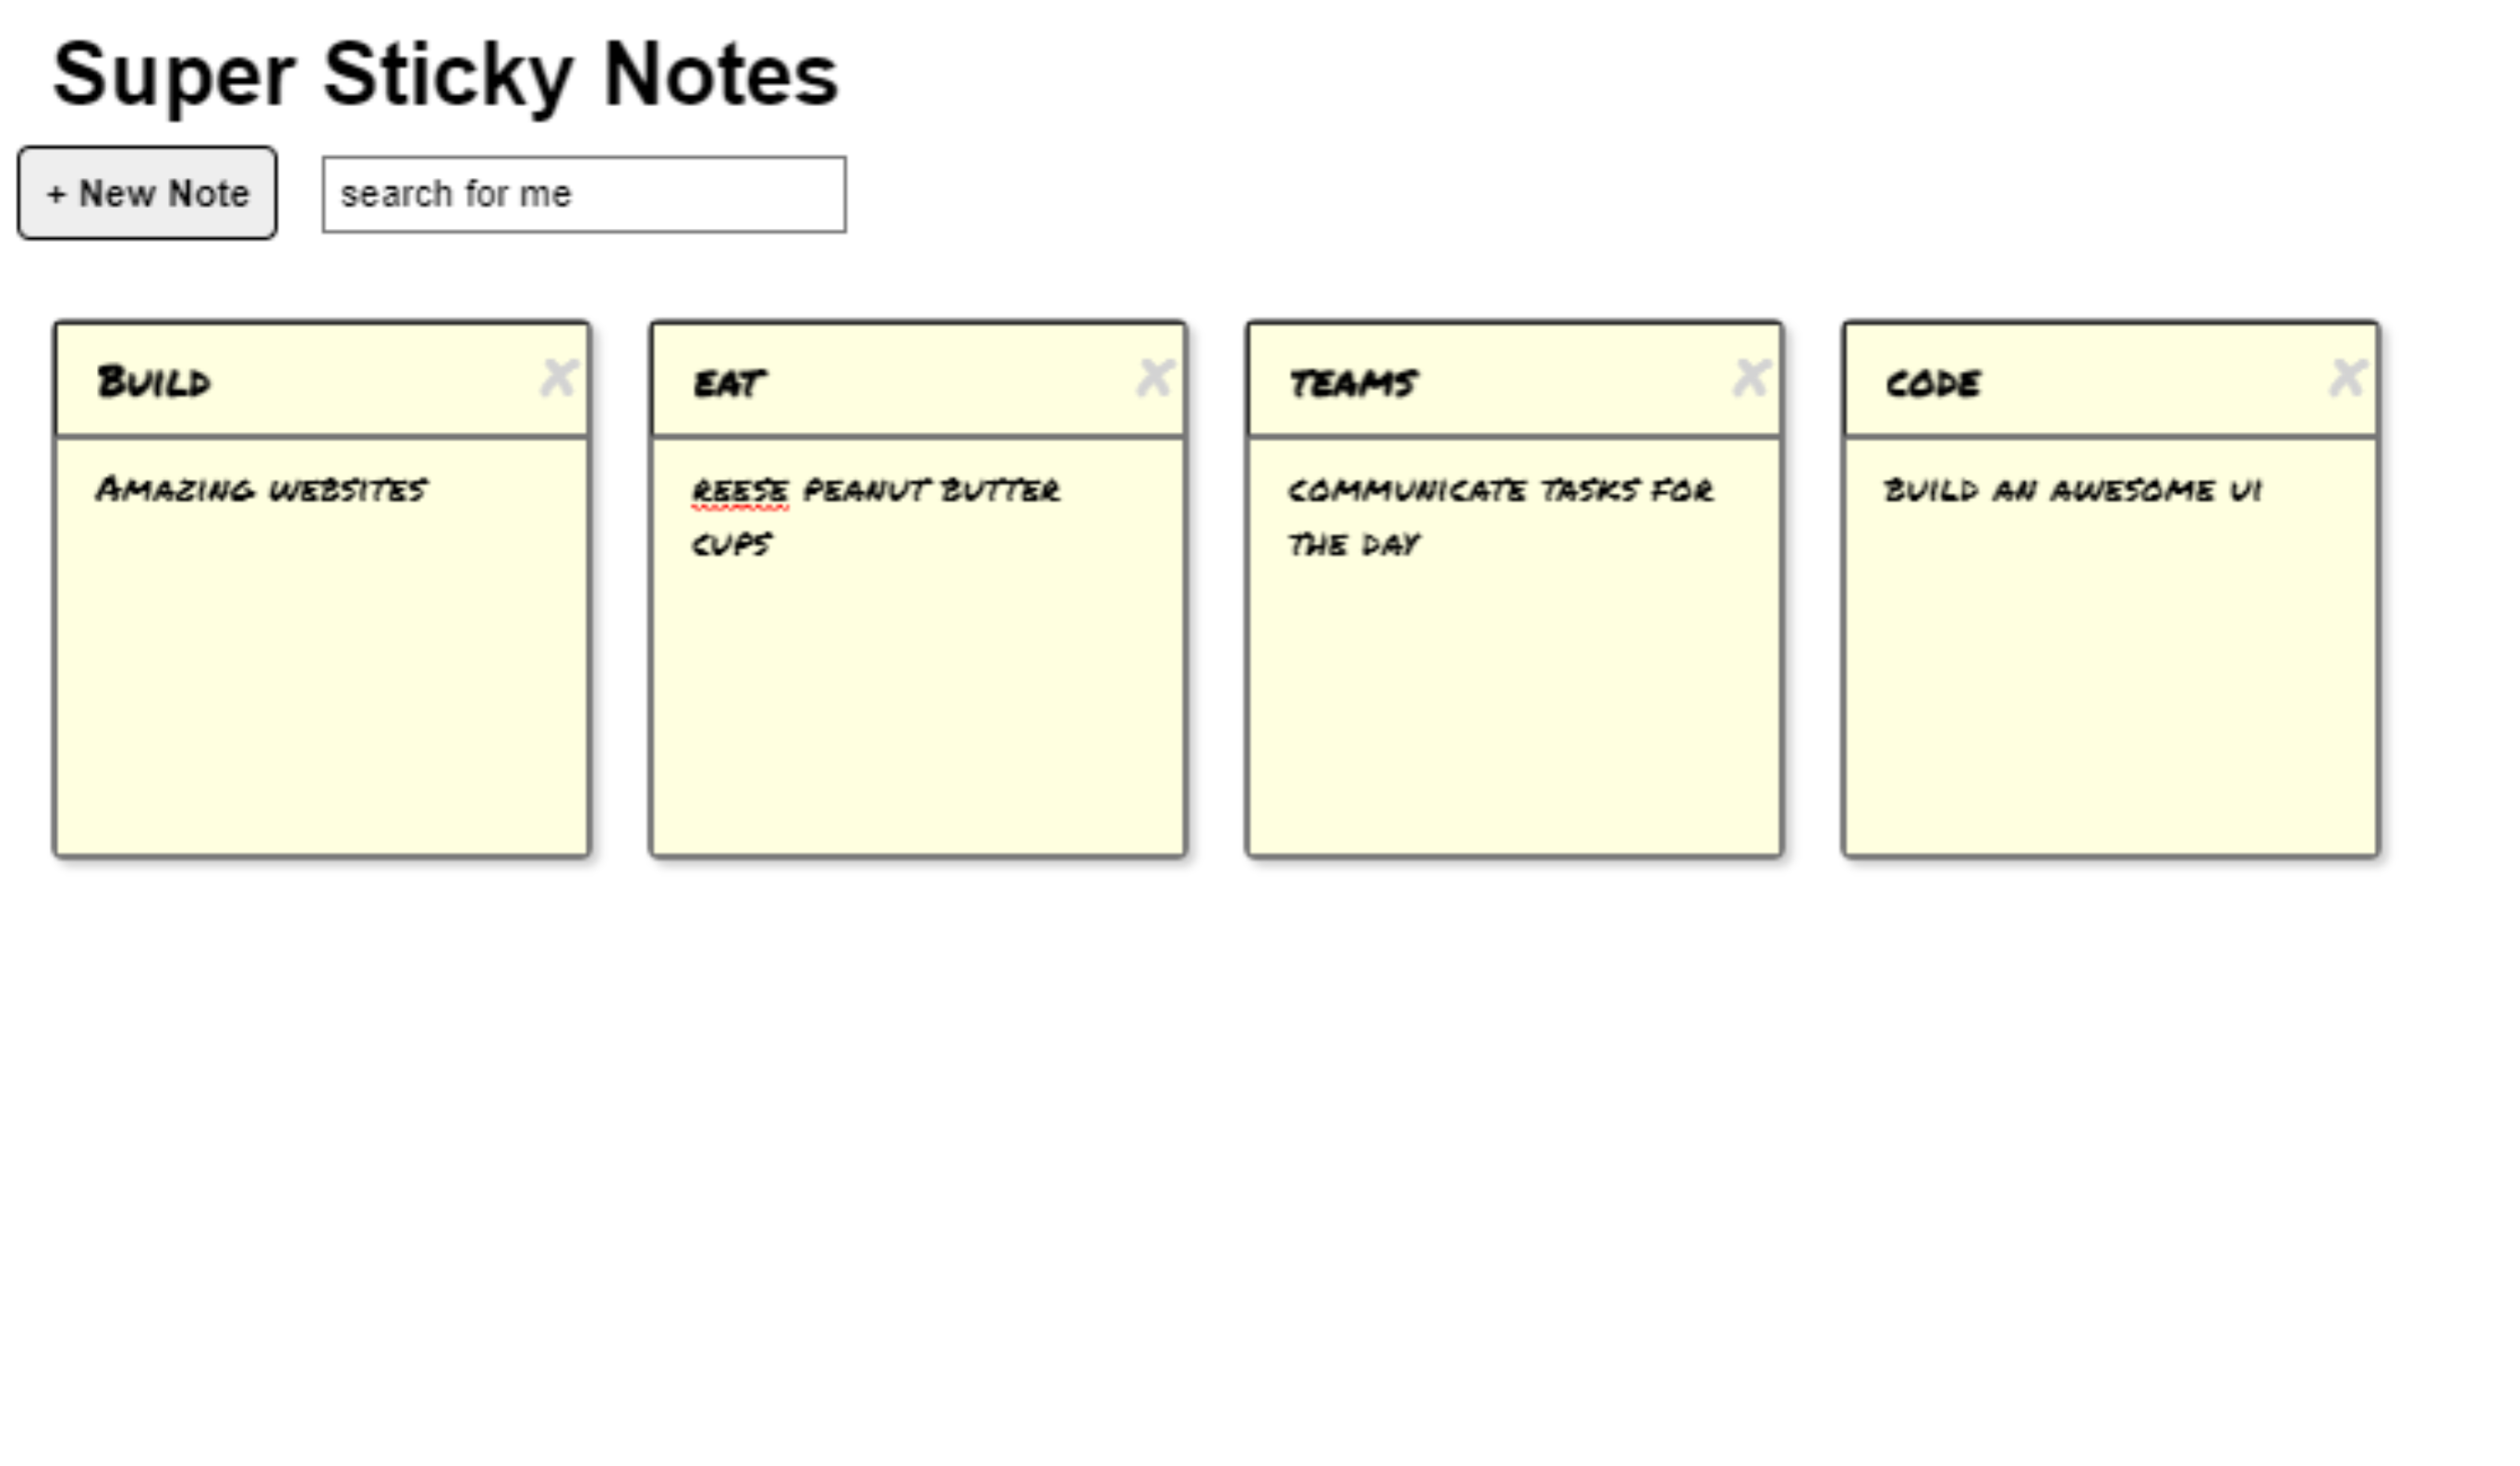 Super Sticky Notes
+ New Note
search for me
Build
x
eat
x
teams
x
code
x
Amazing websites
reese peanut butter
cups
communicate tasks for
the day
build an awesome ui